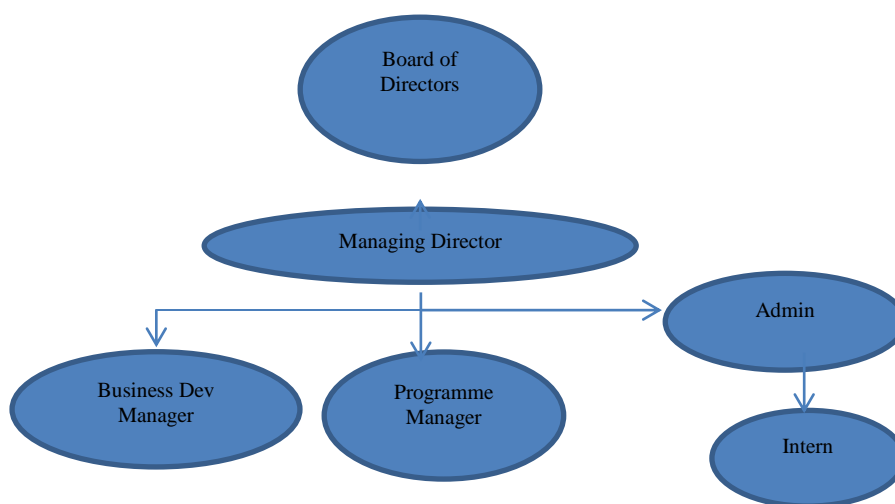 Board of
Directors
Managing Director
Admin
Business Dev
Manager
Programme
Manager
Intern